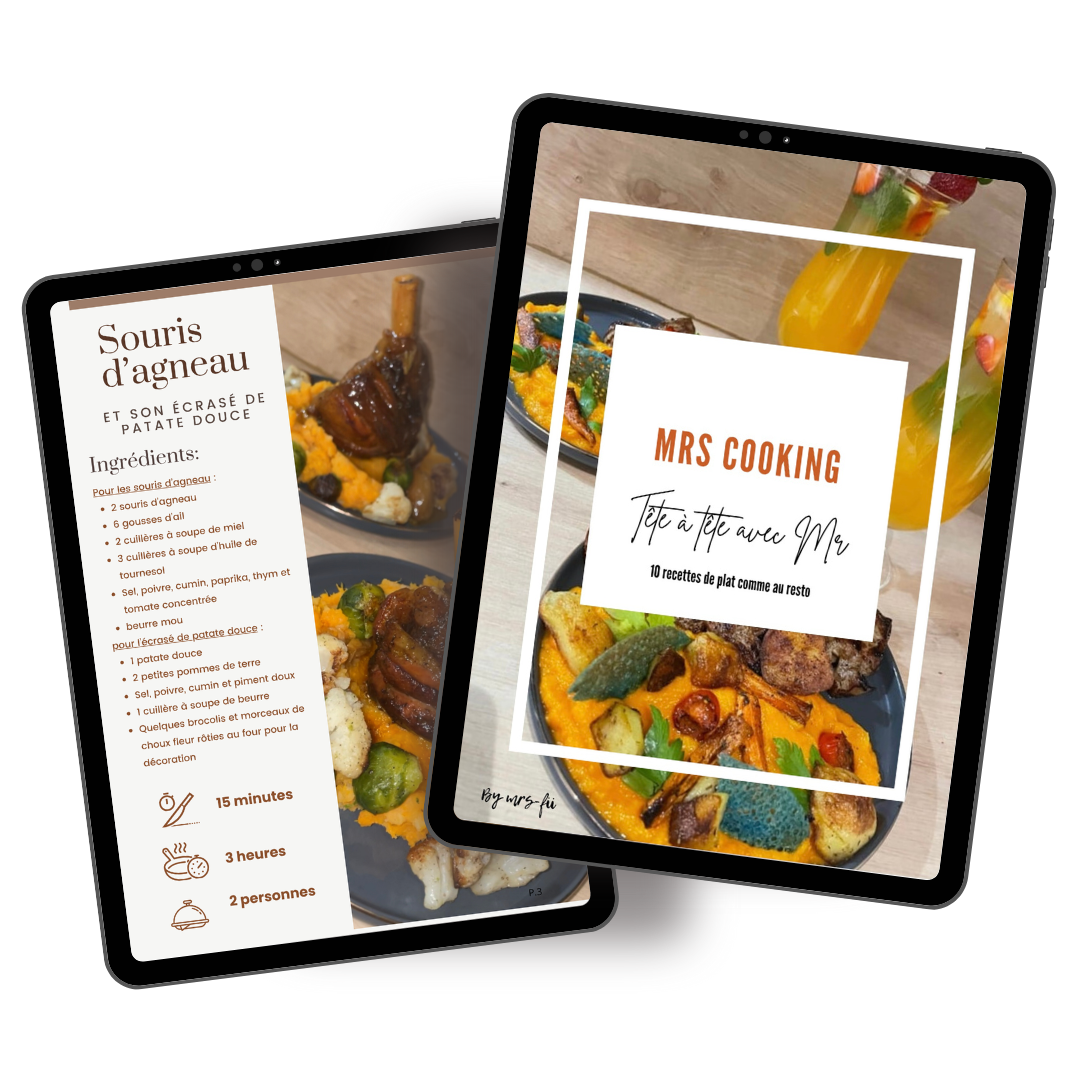 Souris
d'agneau
ET SON ÉCRASÉ DE
PATATE DOUCE
Ingrédients:
Pour les souris d'agneau :
• 2 souris d'agneau
• 6 gousses d'ail
• 2 cuillères à soupe de miel
• 3 cuillères à soupe d'huile de
tournesol
• Sel, poivre, cumin, paprika, thym et
tomate concentrée
• beurre mou
pour l'écrasé de patate douce :
• 1 patate douce
• 2 petites pommes de terre
• Sel, poivre, cumin et piment doux
• 1 cuillère à soupe de beurre
• Quelques brocolis et morceaux de
choux fleur rôties au four pour la
décoration
15 minutes
3 heures
2 personnes
P.3
MRS COOKING
Tête à tête avec Mr
10 recettes de plat comme au resto
By mrs-fii